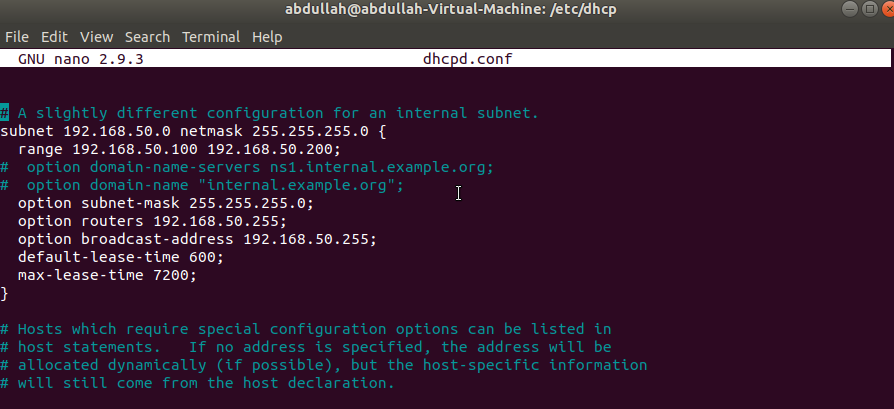 abdullah@abdullah-Virtual-Machine: /etc/dhcp
File Edit View Search Terminal Help
GNU nano 2.9.3 dhcpd.conf
# A slightly different configuration for an internal subnet.
subnet 192.168.50.0 netmask 255.255.255.0 {
  range 192.168.50.100 192.168.50.200;
#  option domain-name-servers ns1.internal.example.org;
#  option domain-name "internal.example.org";
  option subnet-mask 255.255.255.0;
  option routers 192.168.50.255;
  option broadcast-address 192.168.50.255;
  default-lease-time 600;
  max-lease-time 7200;
}
# Hosts which require special configuration options can be listed in
# host statements.   If no address is specified, the address will be
# allocated dynamically (if possible), but the host-specific information
# will still come from the host declaration.